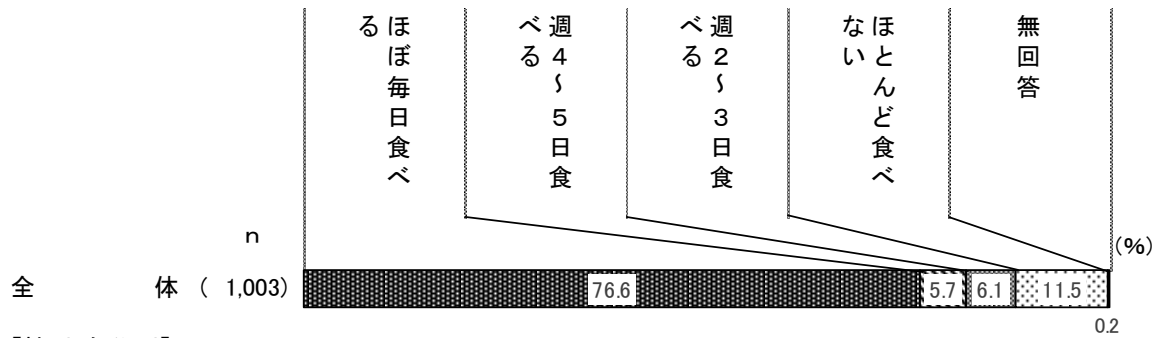 ほぼ毎日食べる
週４～５日食べる
週２～３日食べる
ほとんど食べない
無回答
ｎ
(%)
全体 ( 1,003)
76.6
5.7
6.1
11.5
0.2